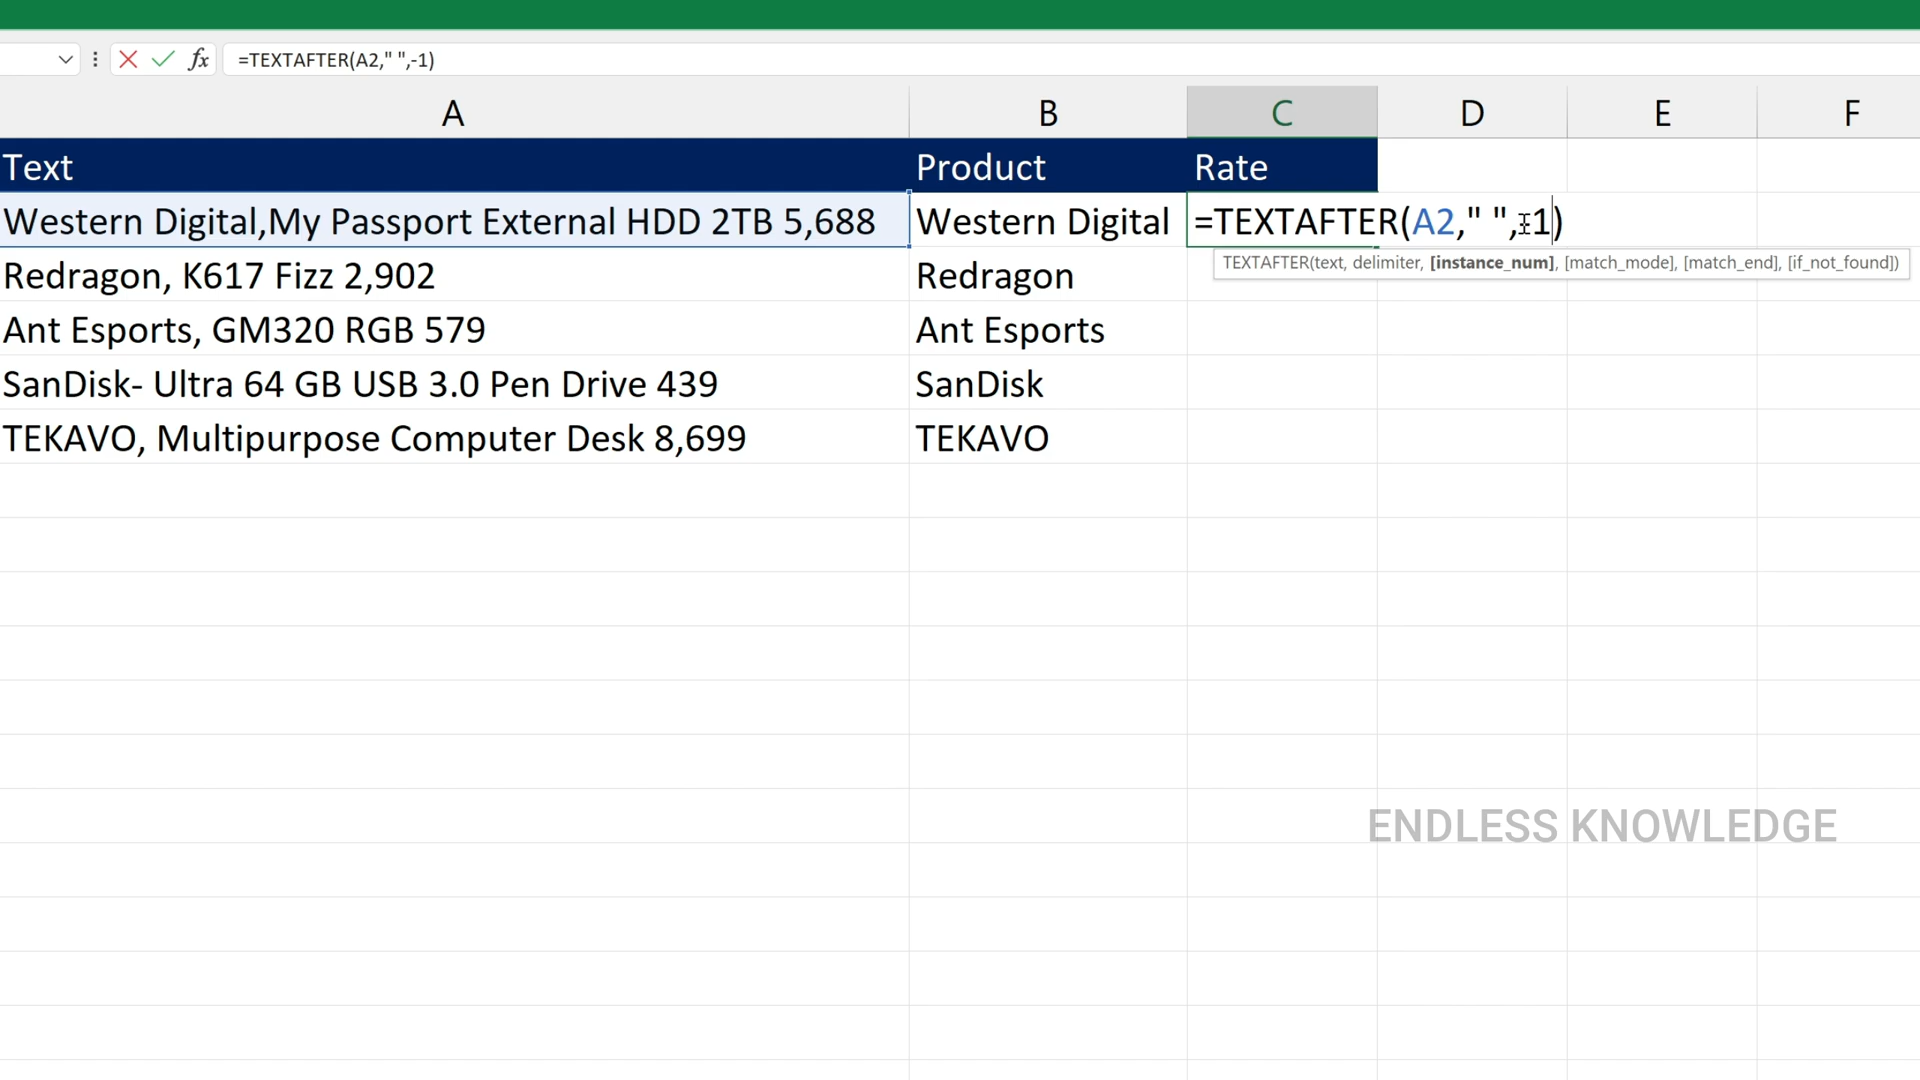 fx =TEXTAFTER(A2," ",-1)
A B C D E F
Text Product Rate
Western Digital,My Passport External HDD 2TB 5,688 Western Digital =TEXTAFTER(A2," ",-1)
TEXTAFTER(text, delimiter, [instance_num], [match_mode], [match_end], [if_not_found])
Redragon, K617 Fizz 2,902 Redragon
Ant Esports, GM320 RGB 579 Ant Esports
SanDisk- Ultra 64 GB USB 3.0 Pen Drive 439 SanDisk
TEKAVO, Multipurpose Computer Desk 8,699 TEKAVO
ENDLESS KNOWLEDGE